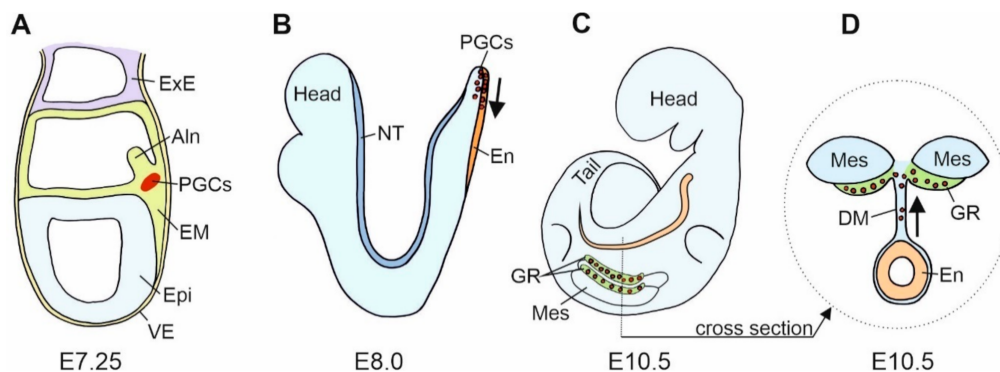 A
ExE
Aln
PGCs
EM
Epi
VE
E7.25
B
PGCs
Head
NT
En
E8.0
C
Head
Tail
GR
Mes
cross section
E10.5
D
Mes
Mes
DM
GR
En
E10.5